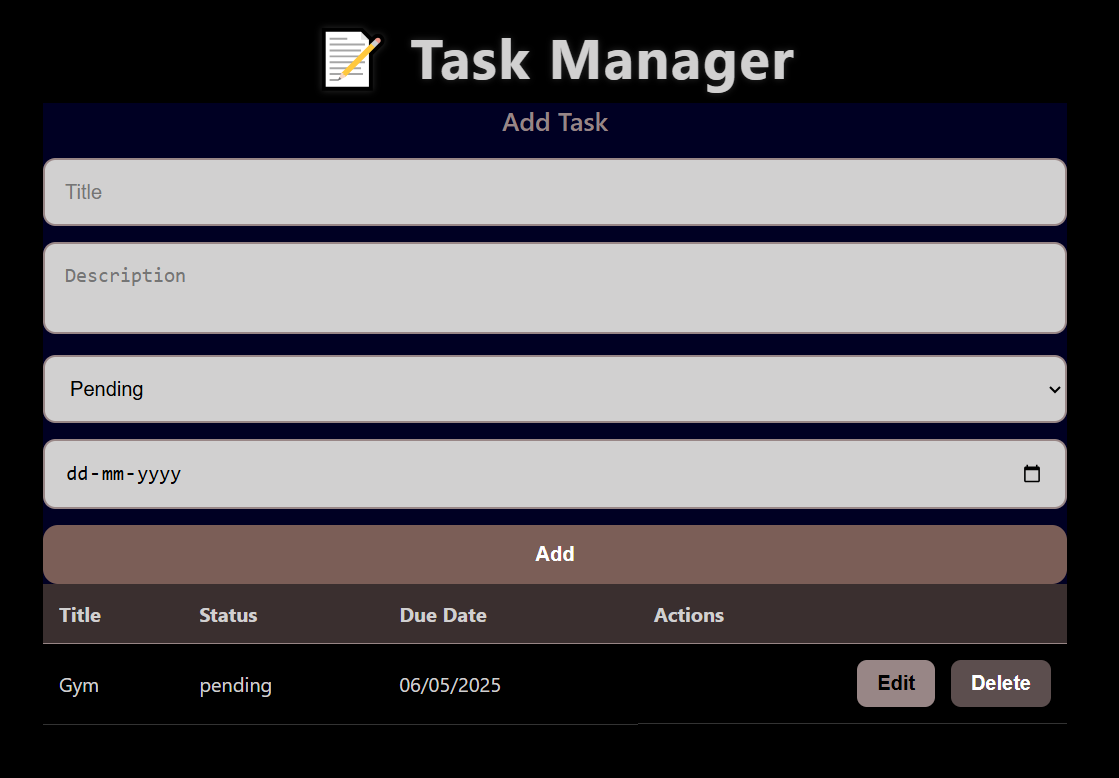 Task Manager
Add Task
Title
Description
Pending
dd-mm-yyyy
Add
Title Status Due Date Actions
Gym pending 06/05/2025 Edit Delete